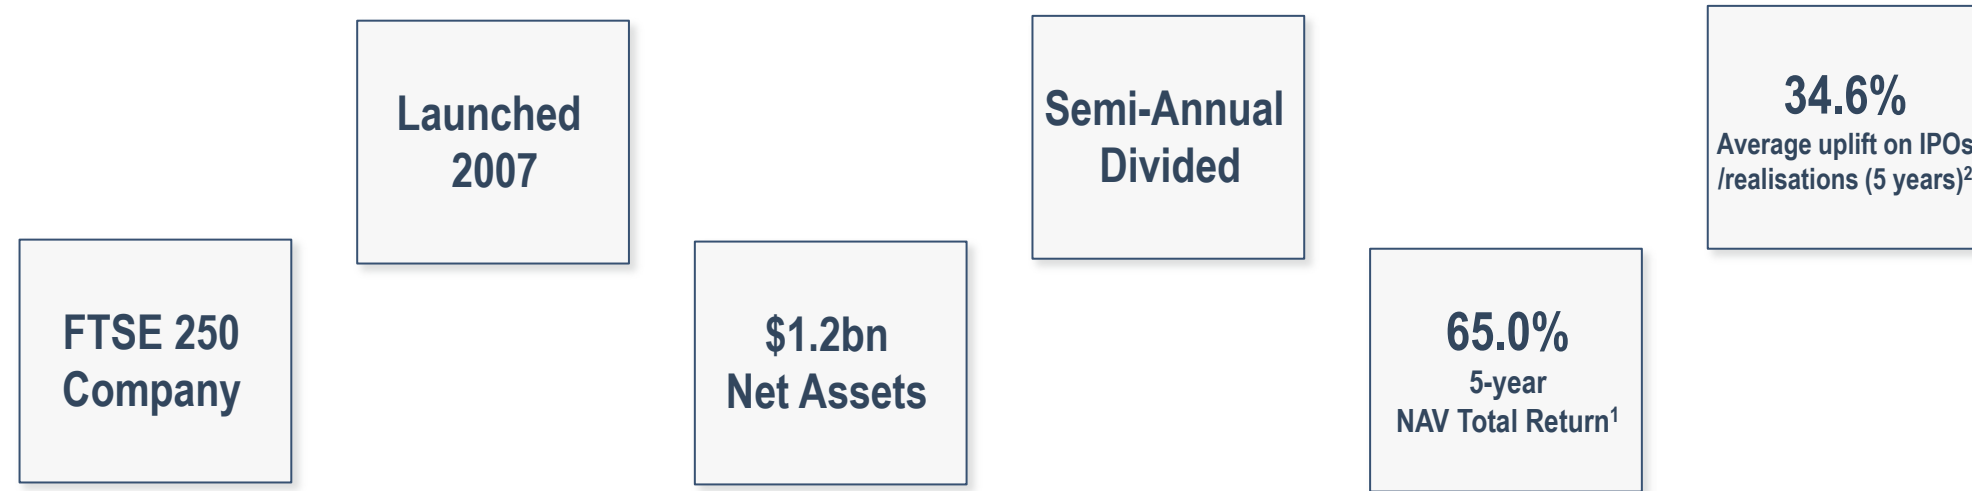 FTSE 250
Company
Launched
2007
$1.2bn
Net Assets
Semi-Annual
Divided
65.0%
5-year
NAV Total Return¹
34.6%
Average uplift on IPOs
/realisations (5 years)²